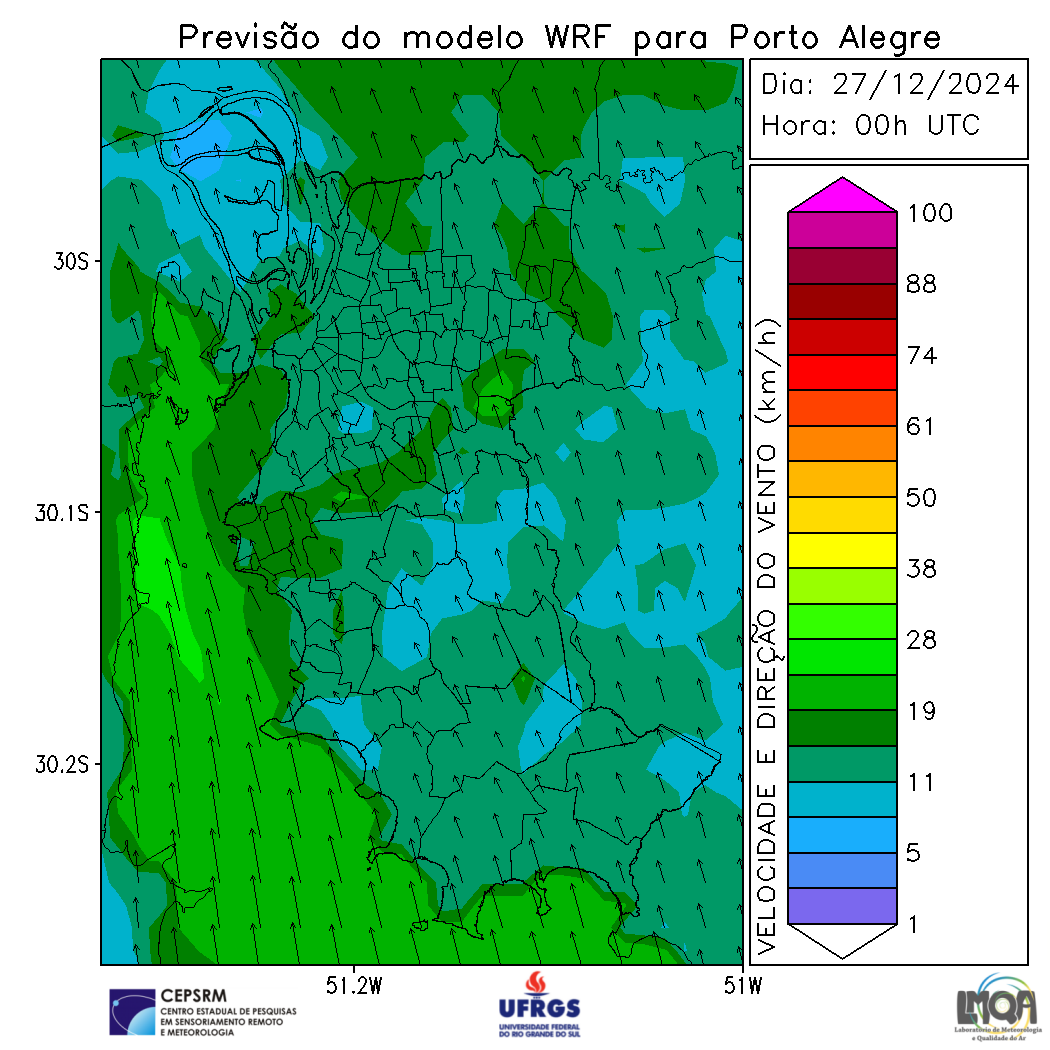 Previsão do modelo WRF para Porto Alegre
Dia: 27/12/2024
Hora: 00h UTC
30S
30.1S
30.2S
51.2W
51W
VELOCIDADE E DIREÇÃO DO VENTO (km/h)
100
88
74
61
50
38
28
19
11
5
1
CEPSRM
CENTRO ESTADUAL DE PESQUISAS
EM SENSORIAMENTO REMOTO
E METEOROLOGIA
UFRGS
UNIVERSIDADE FEDERAL
DO RIO GRANDE DO SUL
LMQA
Laboratório de Meteorologia
e Qualidade do Ar